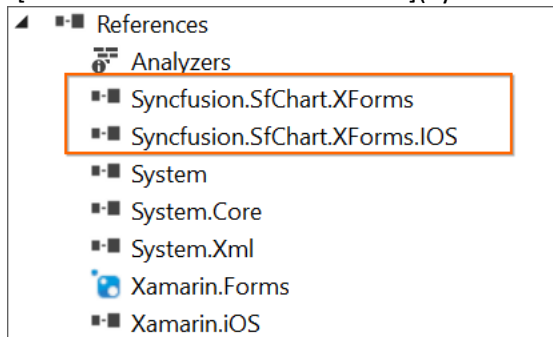 References
Analyzers
Syncfusion.SfChart.XForms
Syncfusion.SfChart.XForms.IOS
System
System.Core
System.Xml
Xamarin.Forms
Xamarin.iOS